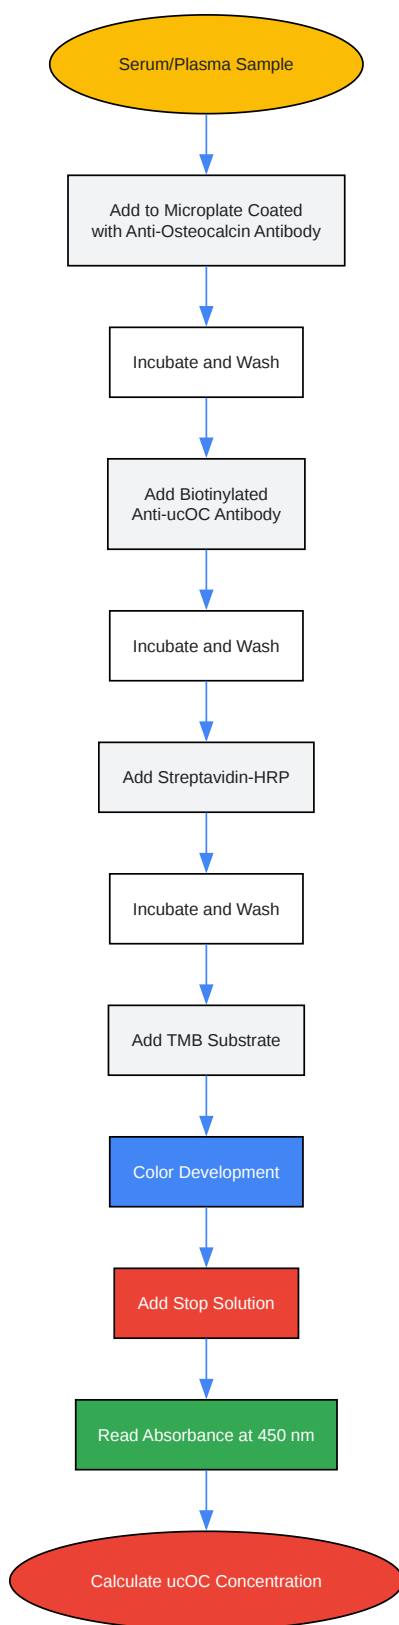 Serum/Plasma Sample
Add to Microplate Coated
with Anti-Osteocalcin Antibody
Incubate and Wash
Add Biotinylated
Anti-ucOC Antibody
Incubate and Wash
Add Streptavidin-HRP
Incubate and Wash
Add TMB Substrate
Color Development
Add Stop Solution
Read Absorbance at 450 nm
Calculate ucOC Concentration